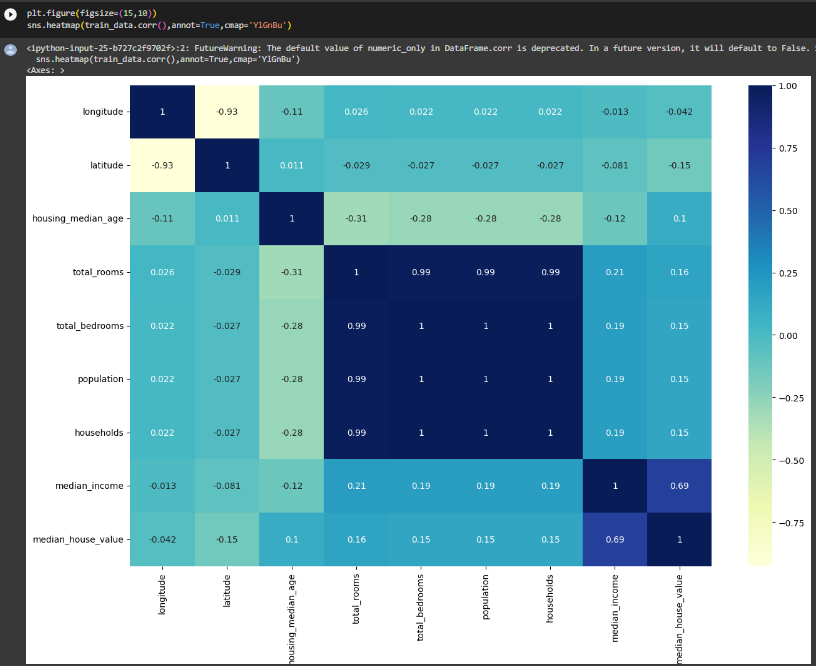 plt.figure(figsize=(15,10))
sns.heatmap(train_data.corr(),annot=True,cmap='YlGnBu')
<ipython-input-25-b727c2f9702f>:2: FutureWarning: The default value of numeric_only in DataFrame.corr is deprecated. In a future version, it will default to False.
sns.heatmap(train_data.corr(),annot=True,cmap='YlGnBu')
<Axes: >
longitude 1 -0.93 -0.11 0.026 0.022 0.022 0.022 -0.013 -0.042
latitude -0.93 1 0.011 -0.029 -0.027 -0.027 -0.027 -0.081 -0.15
housing_median_age -0.11 0.011 1 -0.31 -0.28 -0.28 -0.28 -0.12 0.1
total_rooms 0.026 -0.029 -0.31 1 0.99 0.99 0.99 0.21 0.16
total_bedrooms 0.022 -0.027 -0.28 0.99 1 1 1 0.19 0.15
population 0.022 -0.027 -0.28 0.99 1 1 1 0.19 0.15
households 0.022 -0.027 -0.28 0.99 1 1 1 0.19 0.15
median_income -0.013 -0.081 -0.12 0.21 0.19 0.19 0.19 1 0.69
median_house_value -0.042 -0.15 0.1 0.16 0.15 0.15 0.15 0.69 1
longitude
latitude
housing_median_age
total_rooms
total_bedrooms
population
households
median_income
median_house_value
1.00
0.75
0.50
0.25
0.00
-0.25
-0.50
-0.75